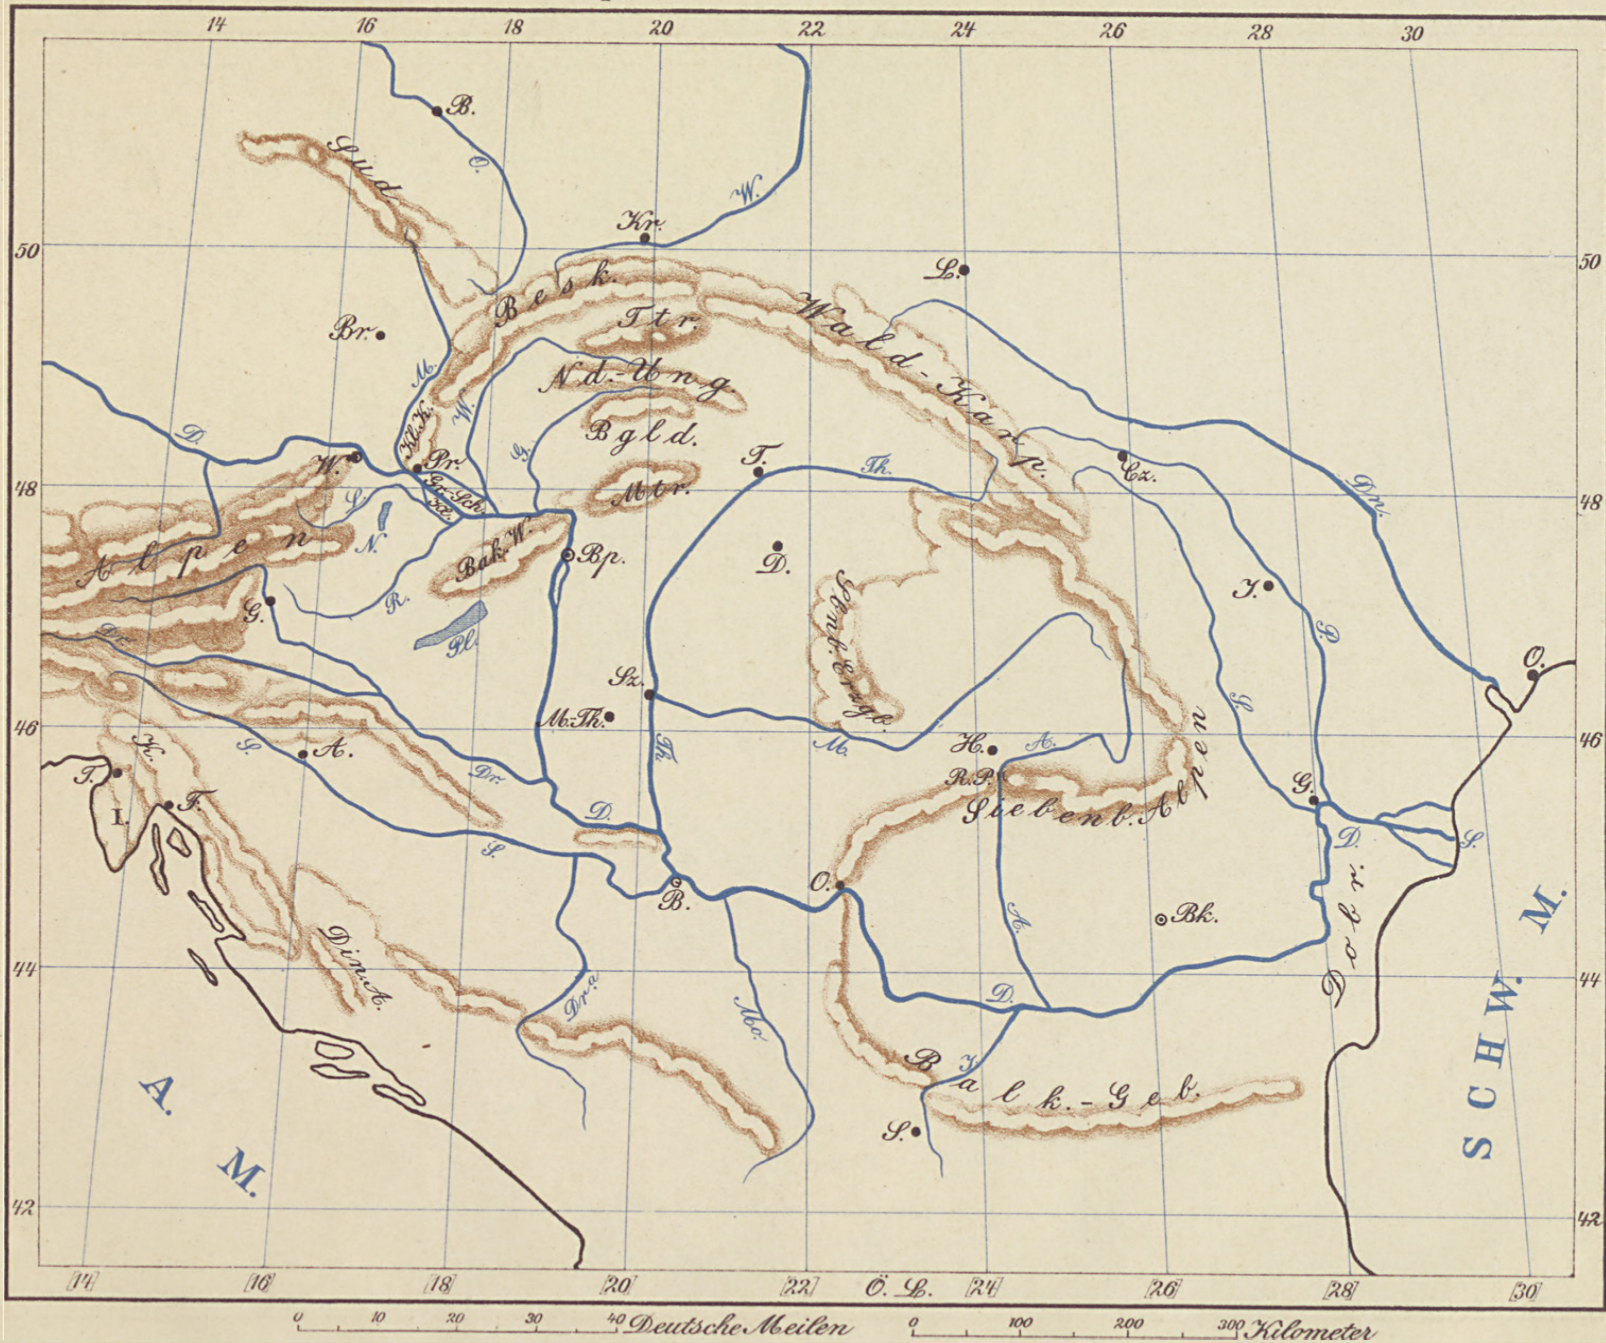 14 16 18 20 22 24 26 28 30
B.
Sud
O.
W.
Kr.
50 50
L.
Besk.
Ttr.
Wald-Karp.
Br.
M.
Nd.-Ung.
Kl. K.
W.
Bgld.
D.
G.
T.
Th.
W.
Pr.
Cz.
48 48
L.
Gr. Sch.
Mtr.
Dn.
Alpen
N.
Bak. W.
Bp.
D.
J.
R.
Sbnb. Erzgb.
G.
Dr.
Pl.
P.
O.
Sz.
M.-Th.
S.
46 46
K.
S.
A.
Th.
M.
H.
A.
T.
Dr.
R.P.
Siebenb. Alpen
G.
F.
I.
D.
D.
S.
S.
O.
B.
Bk.
A.
Dobr.
Din. A.
SCHW. M.
44 44
Dra.
D.
Mo.
Balk.-Geb.
J.
A. M.
S.
42 42
[14] [16] [18] [20] [22] Ö. L. [24] [26] [28] [30]
0 10 20 30 40 Deutsche Meilen 0 100 200 300 Kilometer